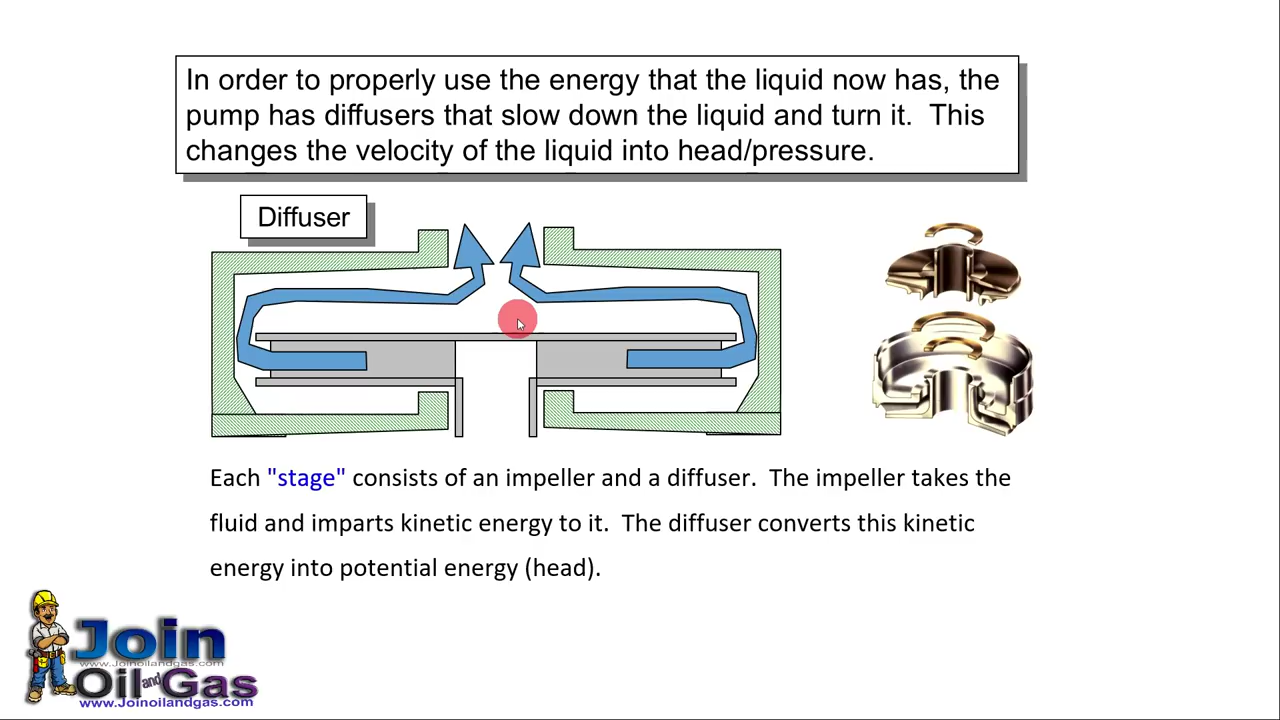 In order to properly use the energy that the liquid now has, the
pump has diffusers that slow down the liquid and turn it.  This
changes the velocity of the liquid into head/pressure.
Diffuser
Each "stage" consists of an impeller and a diffuser.  The impeller takes the
fluid and imparts kinetic energy to it.  The diffuser converts this kinetic
energy into potential energy (head).
Join
www.Joinoilandgas.com
Oil and Gas
www.Joinoilandgas.com